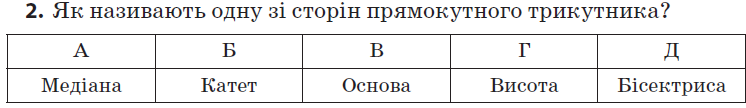 2. Як називають одну зі сторін прямокутного трикутника?
А Б В Г Д
Медіана Катет Основа Висота Бісектриса